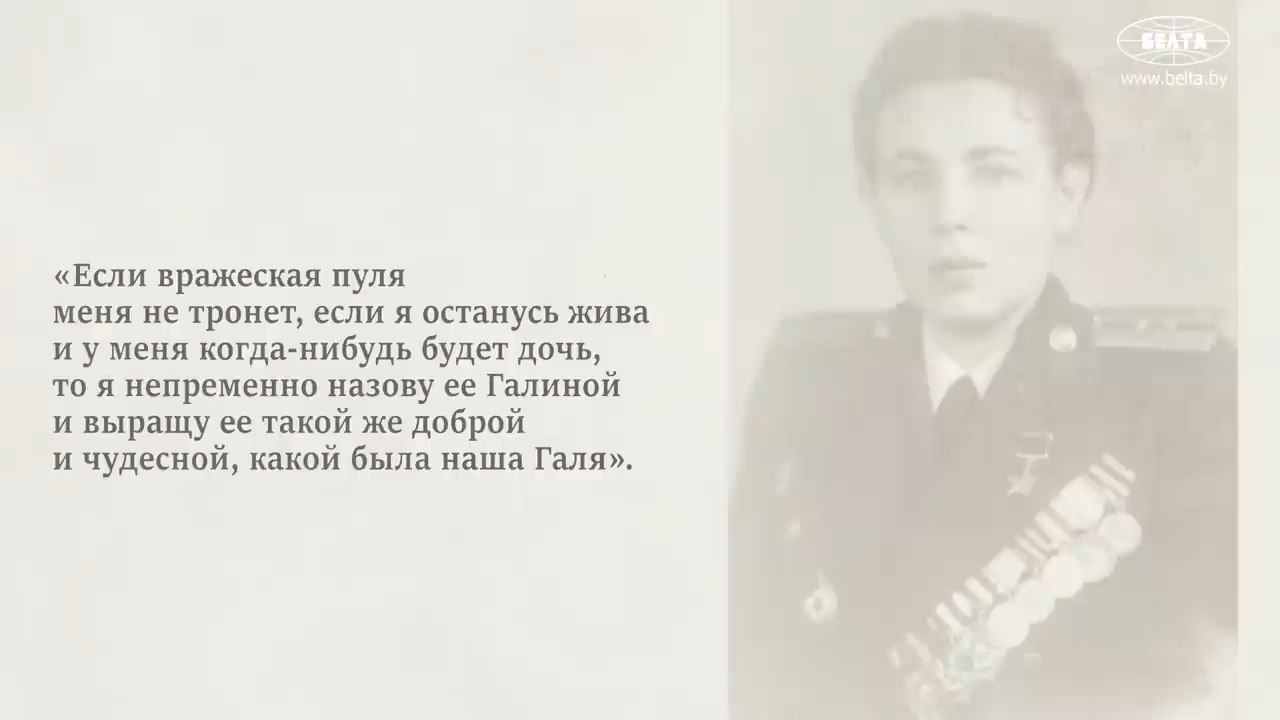 БЕЛТА
www.belta.by
«Если вражеская пуля
меня не тронет, если я останусь жива
и у меня когда-нибудь будет дочь,
то я непременно назову ее Галиной
и выращу ее такой же доброй
и чудесной, какой была наша Галя».